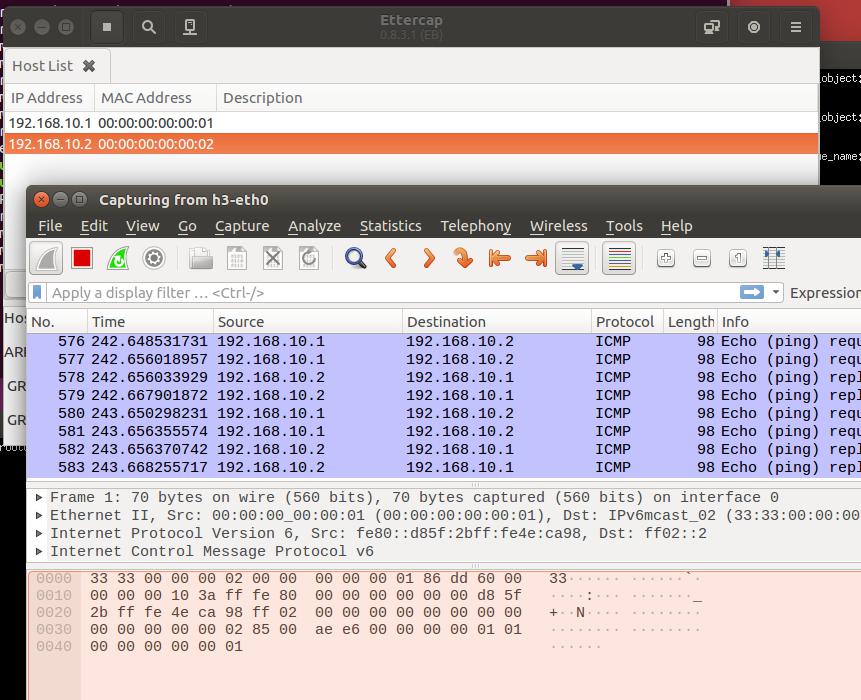 Ettercap
0.8.3.1 (EB)
Host List
IP Address MAC Address Description
192.168.10.1 00:00:00:00:00:01
192.168.10.2 00:00:00:00:00:02
object:
object:
e_name:
Capturing from h3-eth0
File Edit View Go Capture Analyze Statistics Telephony Wireless Tools Help
Apply a display filter … <Ctrl-/> Expression
Hos
ARI
GR
GR
No. Time Source Destination Protocol Length Info
576 242.648531731 192.168.10.1 192.168.10.2 ICMP 98 Echo (ping) requ
577 242.656018957 192.168.10.1 192.168.10.2 ICMP 98 Echo (ping) requ
578 242.656033929 192.168.10.2 192.168.10.1 ICMP 98 Echo (ping) repl
579 242.667901872 192.168.10.2 192.168.10.1 ICMP 98 Echo (ping) repl
580 243.650298231 192.168.10.1 192.168.10.2 ICMP 98 Echo (ping) requ
581 243.656355574 192.168.10.1 192.168.10.2 ICMP 98 Echo (ping) requ
582 243.656370742 192.168.10.2 192.168.10.1 ICMP 98 Echo (ping) repl
583 243.668255717 192.168.10.2 192.168.10.1 ICMP 98 Echo (ping) repl
Frame 1: 70 bytes on wire (560 bits), 70 bytes captured (560 bits) on interface 0
Ethernet II, Src: 00:00:00_00:00:01 (00:00:00:00:00:01), Dst: IPv6mcast_02 (33:33:00:00:00
Internet Protocol Version 6, Src: fe80::d85f:2bff:fe4e:ca98, Dst: ff02::2
Internet Control Message Protocol v6
0000 33 33 00 00 00 02 00 00 00 00 00 01 86 dd 60 00 33······ ······`·
0010 00 00 00 10 3a ff fe 80 00 00 00 00 00 00 d8 5f ····:··· ·······_
0020 2b ff fe 4e ca 98 ff 02 00 00 00 00 00 00 00 00 +··N···· ········
0030 00 00 00 00 00 02 85 00 ae e6 00 00 00 00 01 01 ········ ········
0040 00 00 00 00 00 01 ······